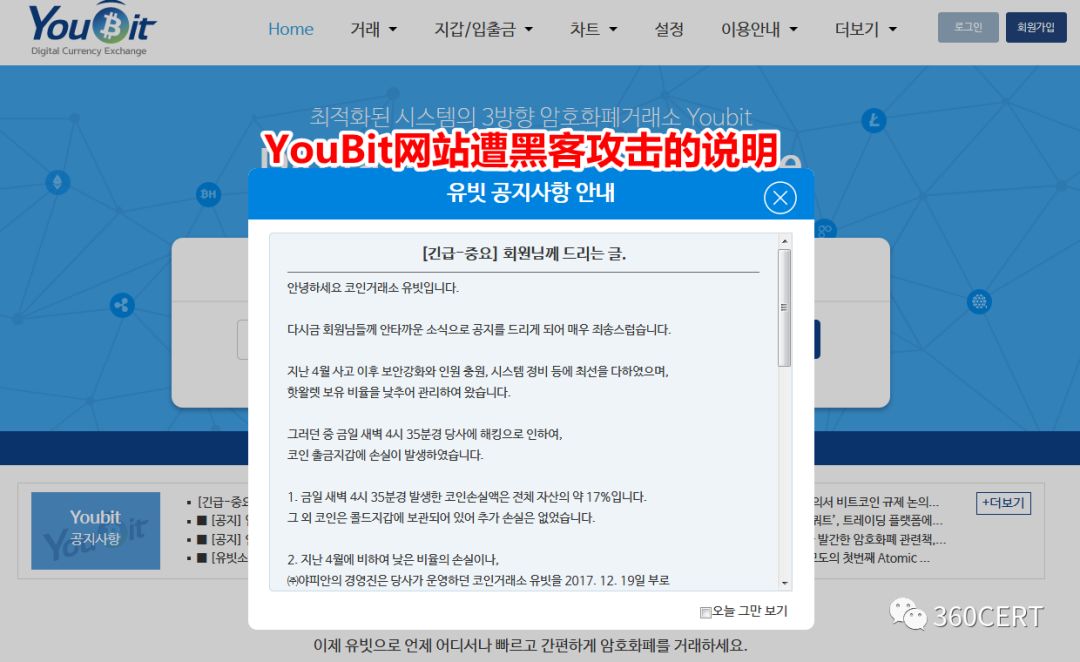 YouBit
Digital Currency Exchange
Home 거래 지갑/입출금 차트 설정 이용안내 더보기 로그인 회원가입
최적화된 시스템의 3방향 암호화폐거래소 Youbit
YouBit网站遭黑客攻击的说明
유빗 공지사항 안내
[긴급-중요] 회원님께 드리는 글.
안녕하세요 코인거래소 유빗입니다.
다시금 회원님들께 안타까운 소식으로 공지를 드리게 되어 매우 죄송스럽습니다.
지난 4월 사고 이후 보안강화와 인원 충원, 시스템 정비 등에 최선을 다하였으며,
핫왈렛 보유 비율을 낮추어 관리하여 왔습니다.
그러던 중 금일 새벽 4시 35분경 당사에 해킹으로 인하여,
코인 출금지갑에 손실이 발생하였습니다.
1. 금일 새벽 4시 35분경 발생한 코인손실액은 전체 자산의 약 17%입니다.
그 외 코인은 콜드지갑에 보관되어 있어 추가 손실은 없었습니다.
2. 지난 4월에 비하여 낮은 비율의 손실이나,
㈜야피안의 경영진은 당사가 운영하던 코인거래소 유빗을 2017. 12. 19일 부로
오늘 그만 보기
Youbit
공지사항
[긴급-중요
■ [공지]
■ [공지]
■ [유빗소
의서 비트코인 규제 논의...
쿼트', 트레이딩 플랫폼에...
발간한 암호화폐 관련책,...
모도의 첫번째 Atomic ...
+더보기
360CERT
이제 유빗으로 언제 어디서나 빠르고 간편하게 암호화폐를 거래하세요.